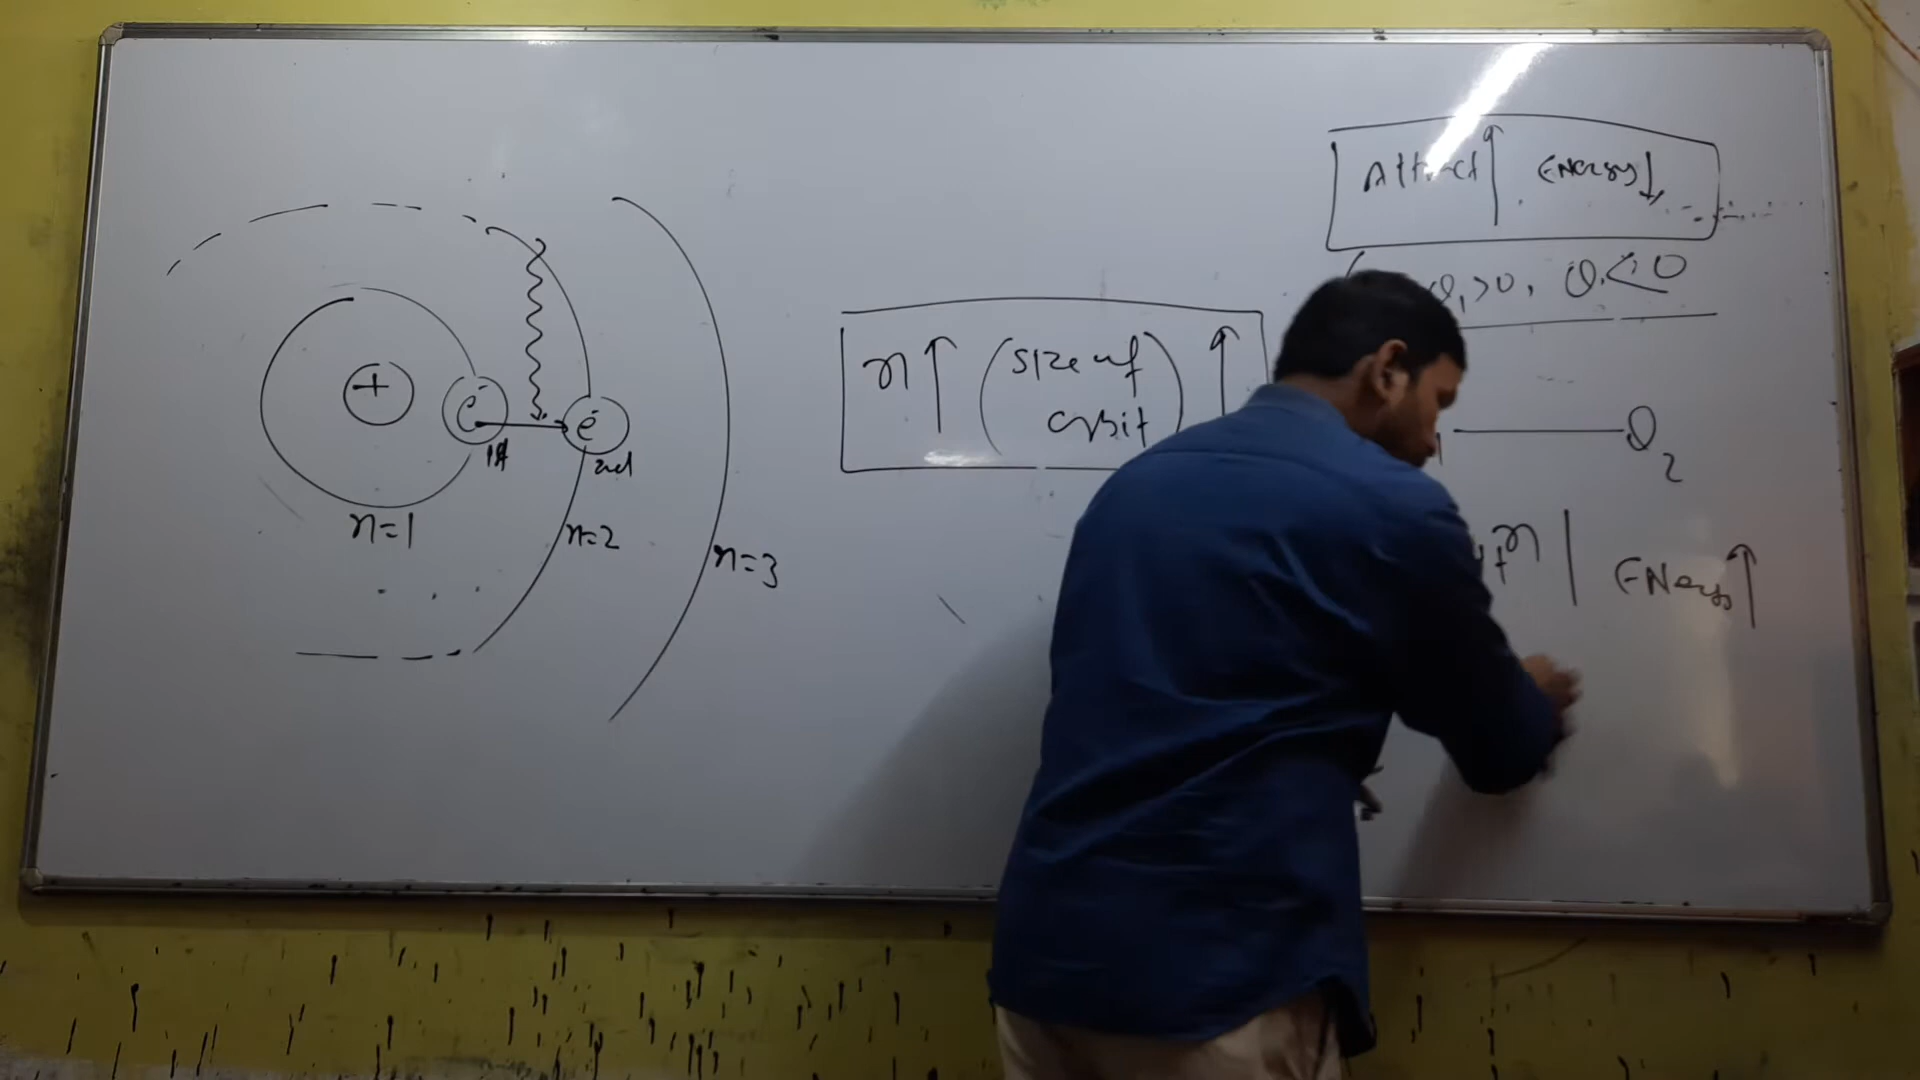 +
e-
1st
e-
2nd
n=1
n=2
n=3
n↑ (size of orbit) ↑
Attract↑ Energy↓
Q₁>0, Q₂<0
Q₂
n Energy↑